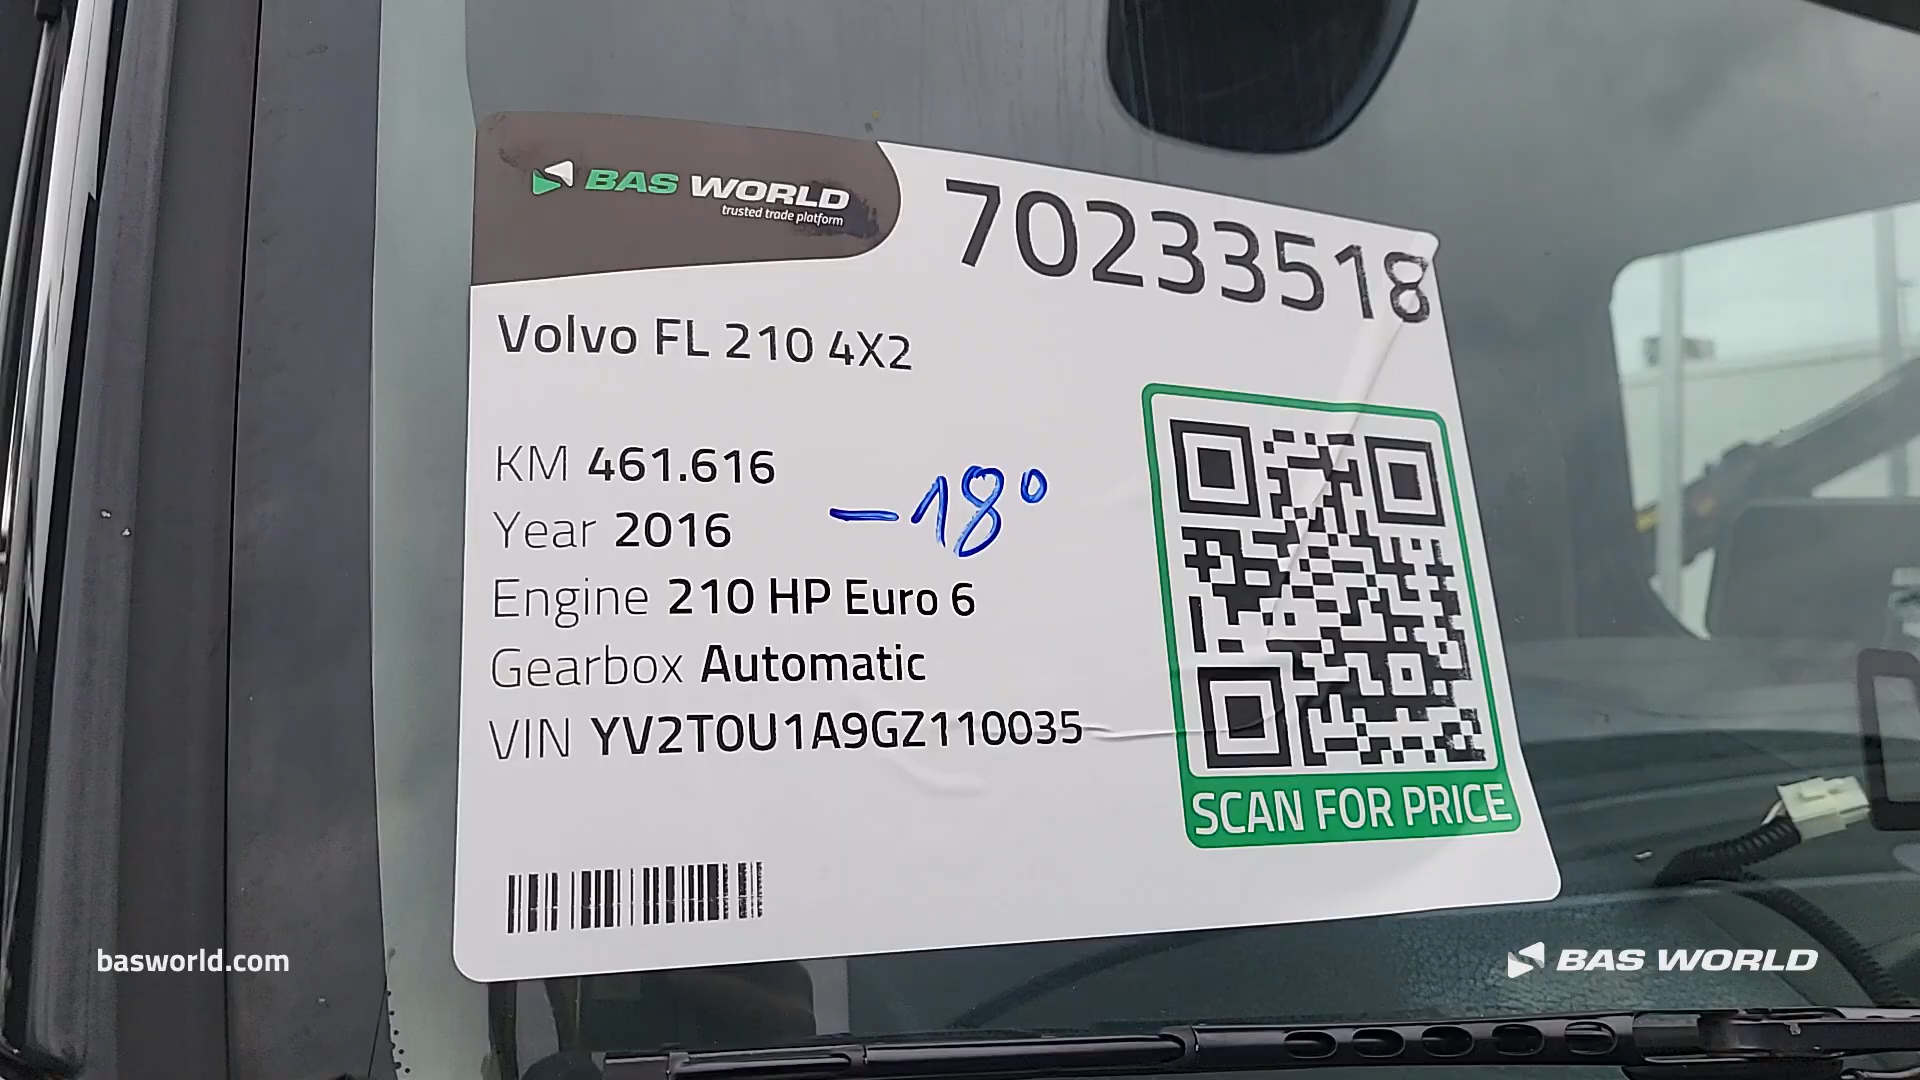 BAS WORLD
trusted trade platform
70233518
Volvo FL 210 4X2
KM 461.616
-18°
Year 2016
Engine 210 HP Euro 6
Gearbox Automatic
VIN YV2T0U1A9GZ110035
SCAN FOR PRICE
basworld.com
BAS WORLD